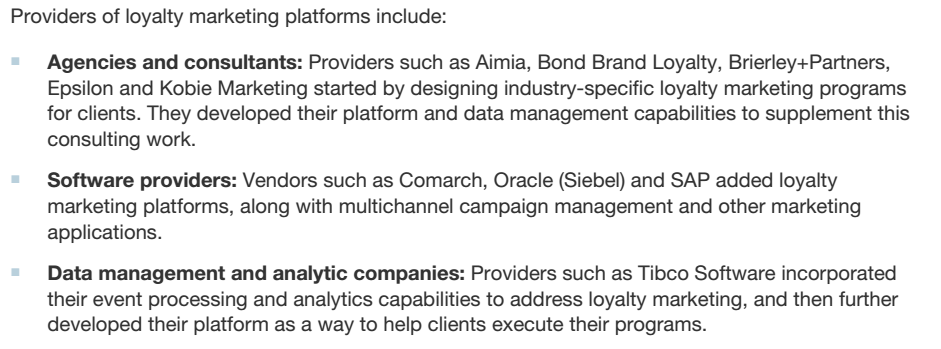 Providers of loyalty marketing platforms include:
Agencies and consultants: Providers such as Aimia, Bond Brand Loyalty, Brierley+Partners,
Epsilon and Kobie Marketing started by designing industry-specific loyalty marketing programs
for clients. They developed their platform and data management capabilities to supplement this
consulting work.
Software providers: Vendors such as Comarch, Oracle (Siebel) and SAP added loyalty
marketing platforms, along with multichannel campaign management and other marketing
applications.
Data management and analytic companies: Providers such as Tibco Software incorporated
their event processing and analytics capabilities to address loyalty marketing, and then further
developed their platform as a way to help clients execute their programs.